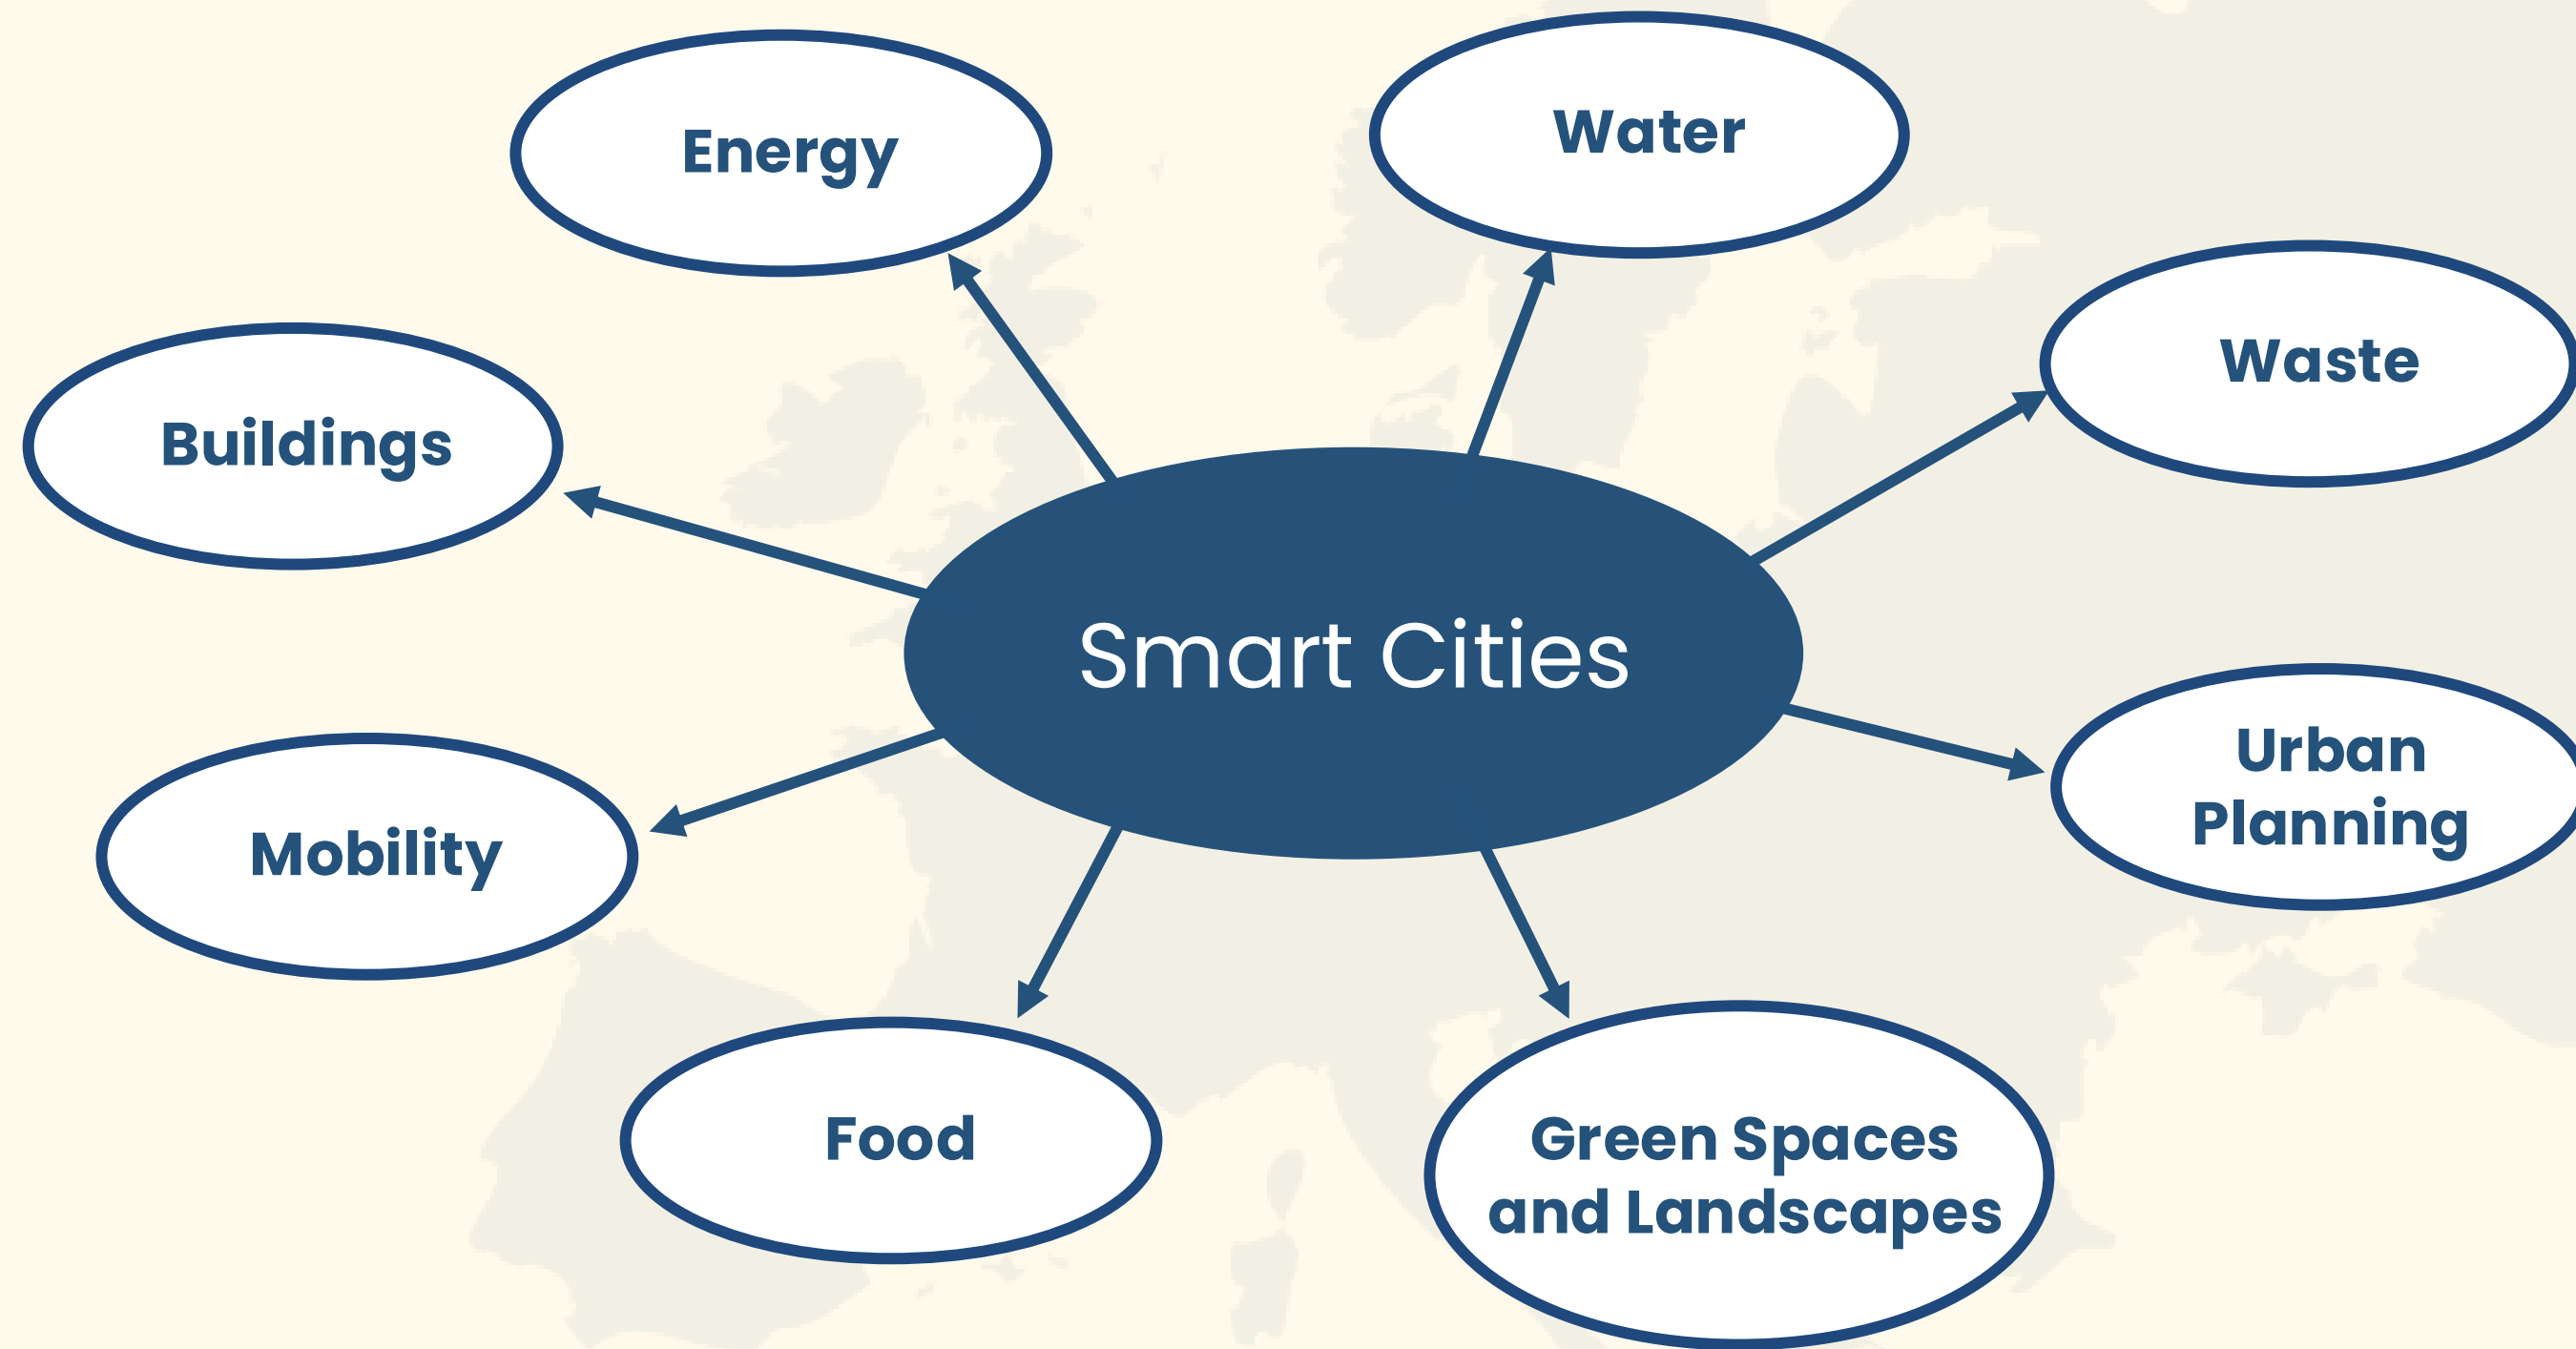 Energy
Water
Waste
Buildings
Smart Cities
Urban
Planning
Mobility
Food
Green Spaces
and Landscapes